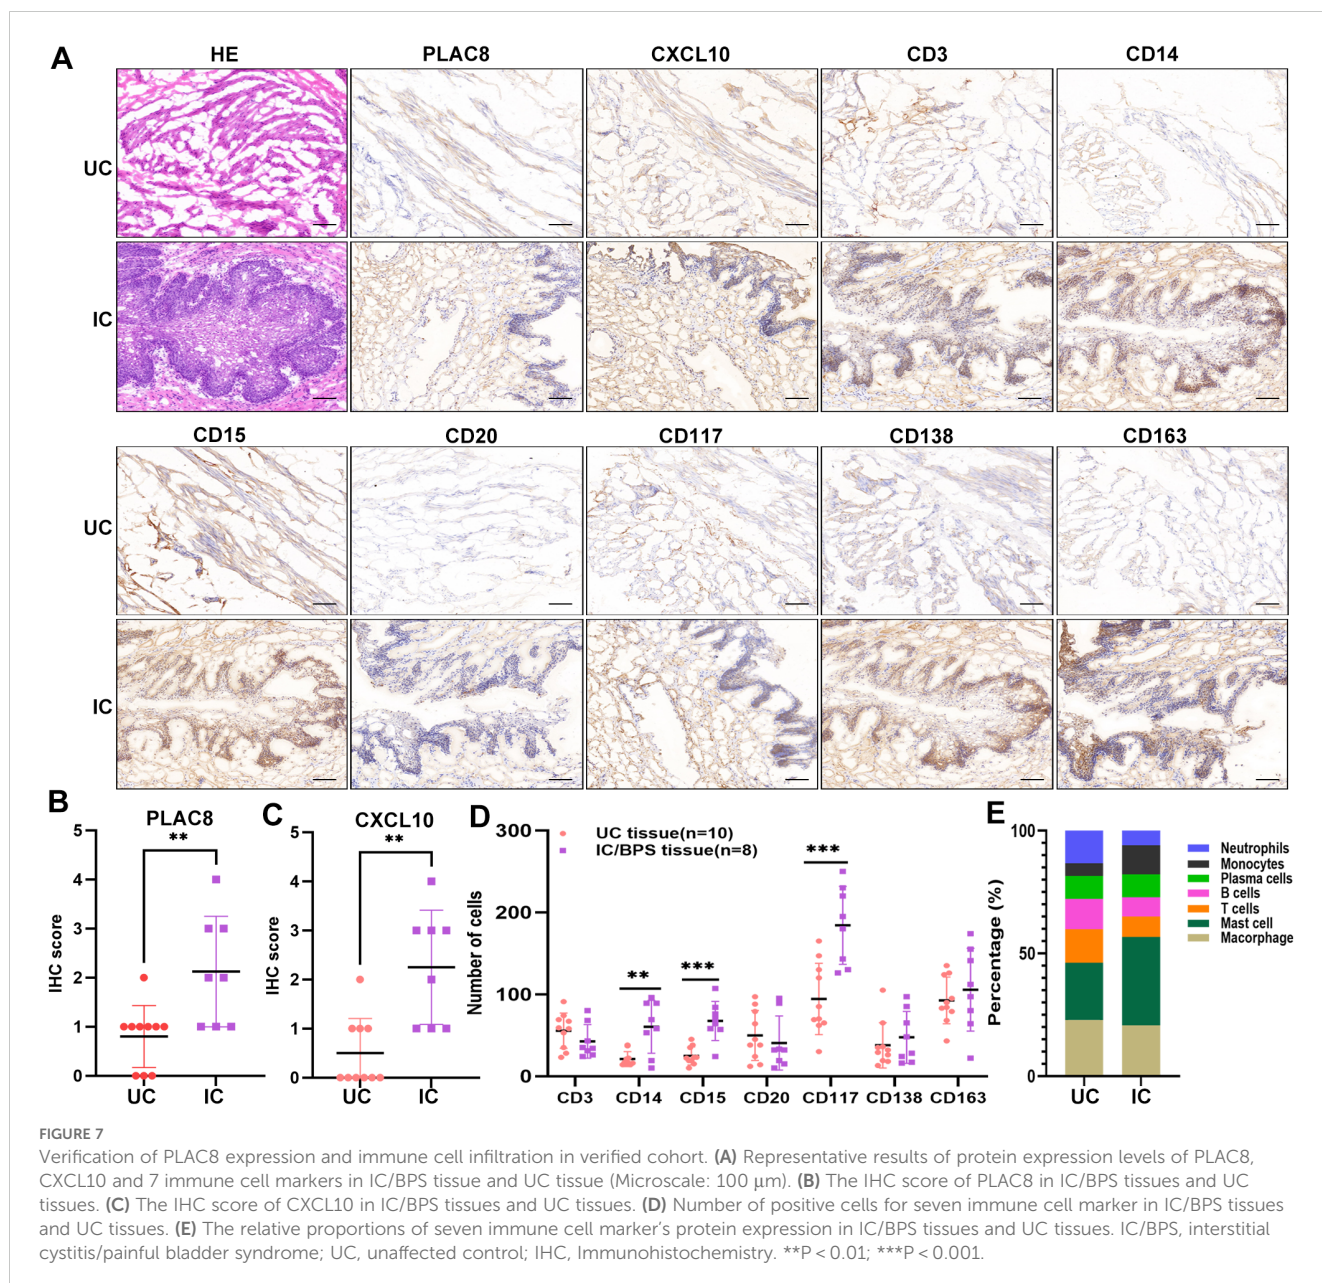 A
HE PLAC8 CXCL10 CD3 CD14
UC
IC
CD15 CD20 CD117 CD138 CD163
UC
IC
B
PLAC8
**
IHC score
5
4
3
2
1
0
UC IC
C
CXCL10
**
IHC score
5
4
3
2
1
0
UC IC
D
UC tissue(n=10)
IC/BPS tissue(n=8)
Number of cells
300
200
100
0
** *** ***
CD3 CD14 CD15 CD20 CD117 CD138 CD163
E
Percentage (%)
100
50
0
UC IC
Neutrophils
Monocytes
Plasma cells
B cells
T cells
Mast cell
Macorphage
FIGURE 7
Verification of PLAC8 expression and immune cell infiltration in verified cohort. (A) Representative results of protein expression levels of PLAC8,
CXCL10 and 7 immune cell markers in IC/BPS tissue and UC tissue (Microscale: 100 μm). (B) The IHC score of PLAC8 in IC/BPS tissues and UC
tissues. (C) The IHC score of CXCL10 in IC/BPS tissues and UC tissues. (D) Number of positive cells for seven immune cell marker in IC/BPS tissues
and UC tissues. (E) The relative proportions of seven immune cell marker's protein expression in IC/BPS tissues and UC tissues. IC/BPS, interstitial
cystitis/painful bladder syndrome; UC, unaffected control; IHC, Immunohistochemistry. **P < 0.01; ***P < 0.001.